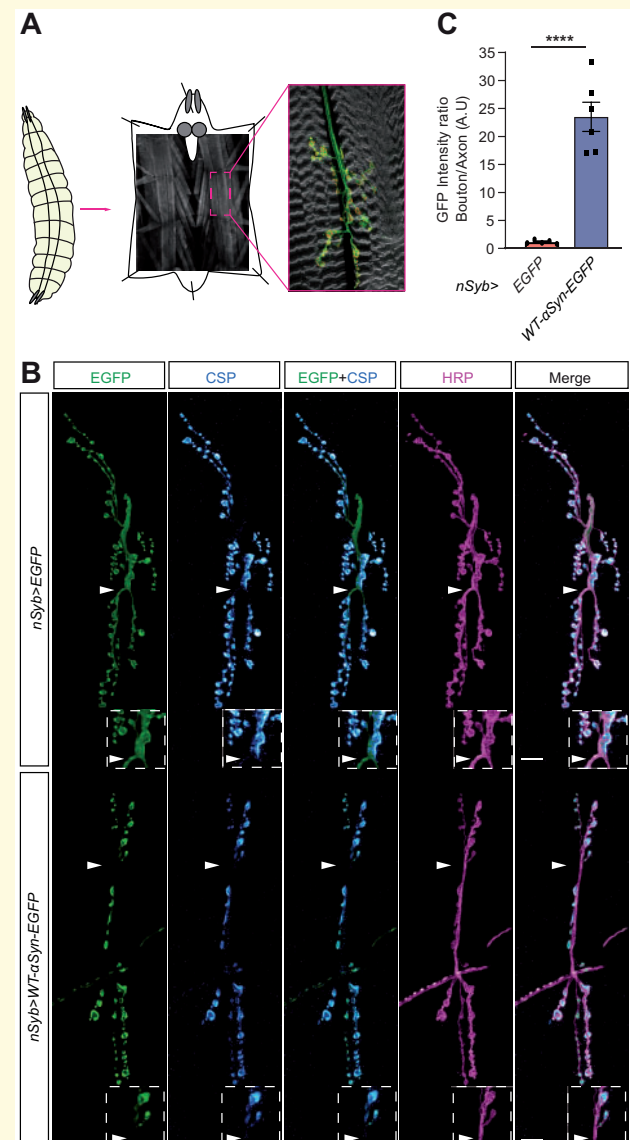 A
C
****
GFP Intensity ratio
Bouton/Axon (A.U)
35
30
25
20
15
10
5
0
nSyb>
EGFP
WT-αSyn-EGFP
B
EGFP
CSP
EGFP+CSP
HRP
Merge
nSyb>EGFP
nSyb>WT-αSyn-EGFP